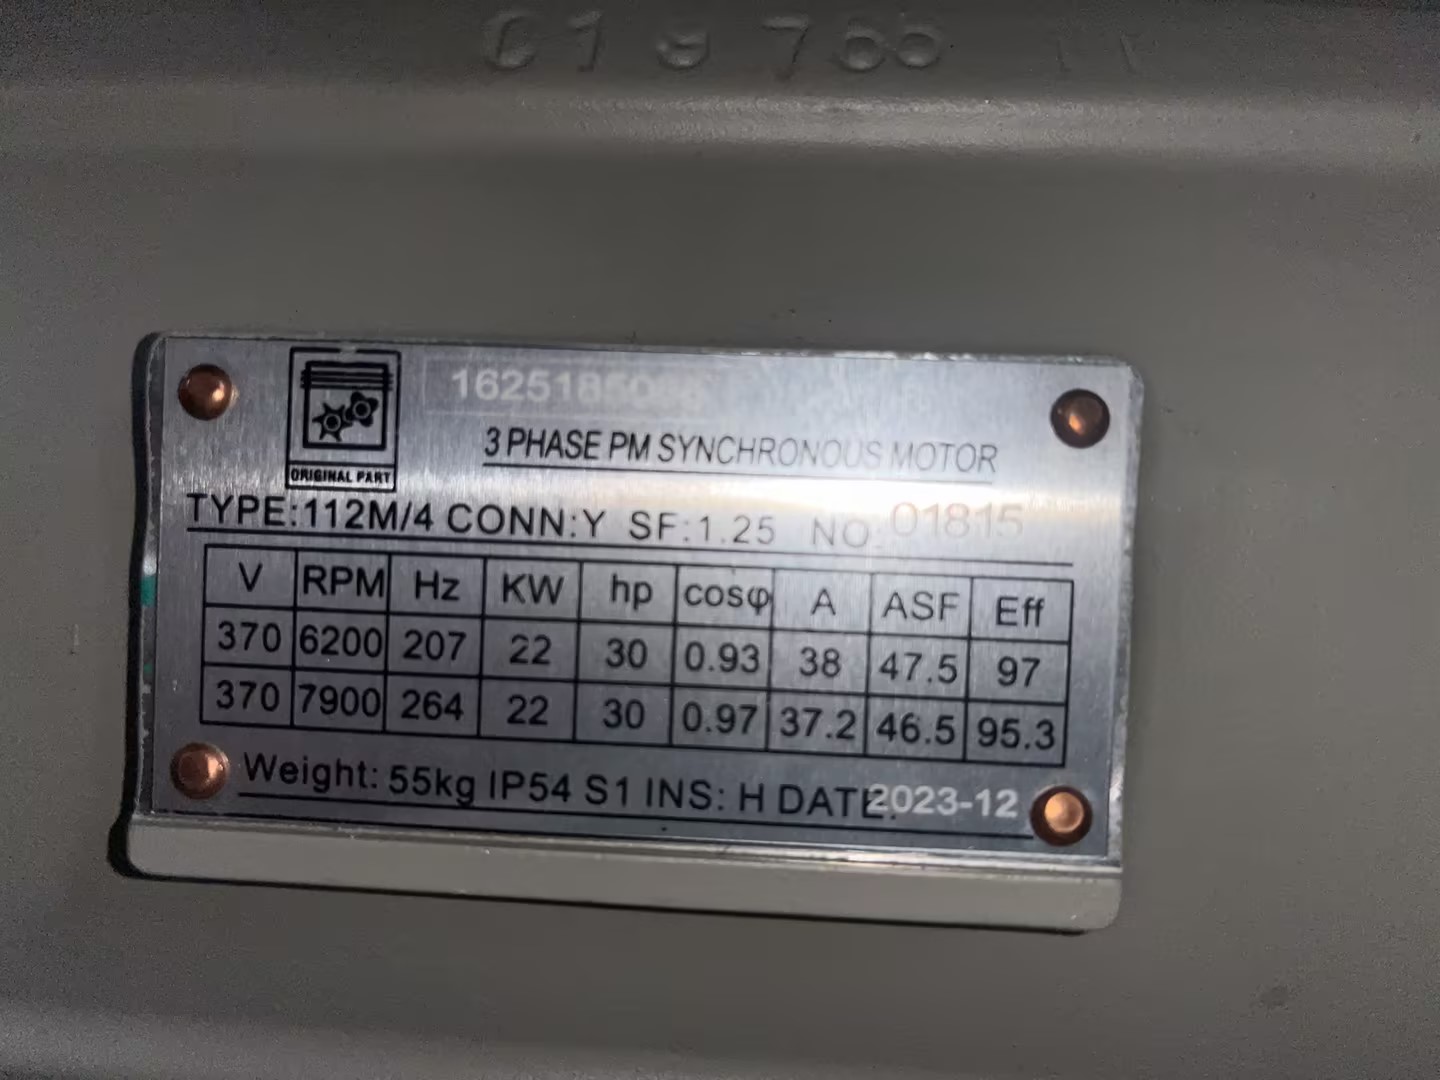 ORIGINAL PART
3 PHASE PM SYNCHRONOUS MOTOR
TYPE:112M/4 CONN:Y SF:1.25 NO: 01815
V RPM Hz KW hp cosφ A ASF Eff
370 6200 207 22 30 0.93 38 47.5 97
370 7900 264 22 30 0.97 37.2 46.5 95.3
Weight: 55kg IP54 S1 INS: H DATE: 2023-12